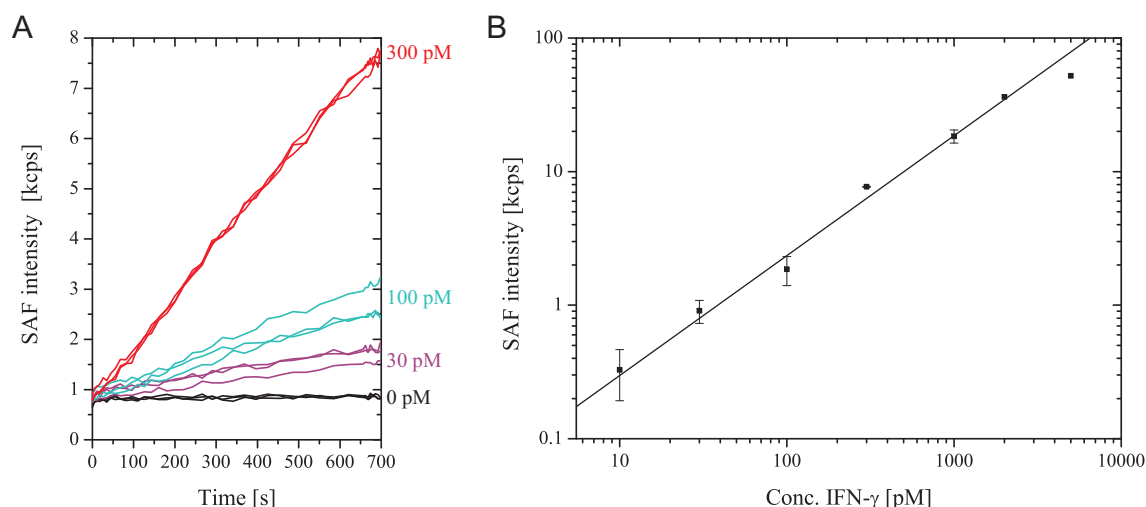 A
8
7
6
5
4
3
2
1
0
SAF intensity [kcps]
0 100 200 300 400 500 600 700
Time [s]
300 pM
100 pM
30 pM
0 pM
B
100
10
1
0.1
SAF intensity [kcps]
10 100 1000 10000
Conc. IFN-γ [pM]